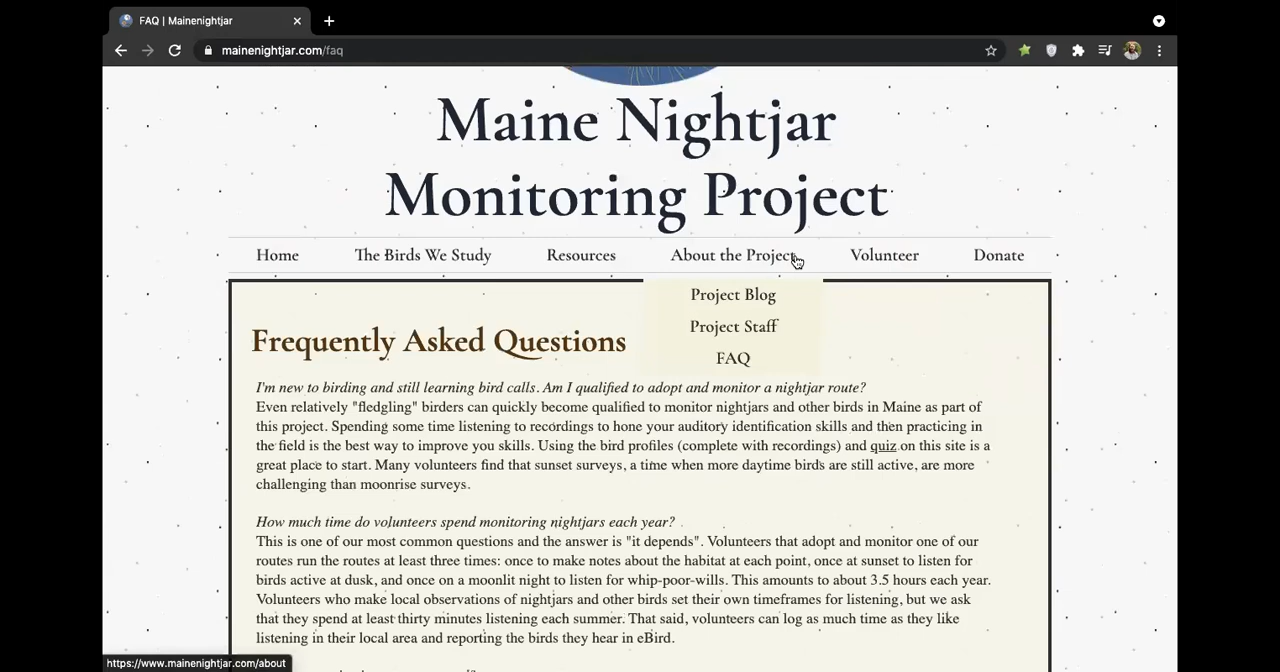 FAQ | Mainenightjar
mainenightjar.com/faq
Maine Nightjar
Monitoring Project
Home The Birds We Study Resources About the Project Volunteer Donate
Project Blog
Project Staff
FAQ
Frequently Asked Questions
I'm new to birding and still learning bird calls. Am I qualified to adopt and monitor a nightjar route?
Even relatively "fledgling" birders can quickly become qualified to monitor nightjars and other birds in Maine as part of
this project. Spending some time listening to recordings to hone your auditory identification skills and then practicing in
the field is the best way to improve you skills. Using the bird profiles (complete with recordings) and quiz on this site is a
great place to start. Many volunteers find that sunset surveys, a time when more daytime birds are still active, are more
challenging than moonrise surveys.
How much time do volunteers spend monitoring nightjars each year?
This is one of our most common questions and the answer is "it depends". Volunteers that adopt and monitor one of our
routes run the routes at least three times: once to make notes about the habitat at each point, once at sunset to listen for
birds active at dusk, and once on a moonlit night to listen for whip-poor-wills. This amounts to about 3.5 hours each year.
Volunteers who make local observations of nightjars and other birds set their own timeframes for listening, but we ask
that they spend at least thirty minutes listening each summer. That said, volunteers can log as much time as they like
listening in their local area and reporting the birds they hear in eBird.
https://www.mainenightjar.com/about